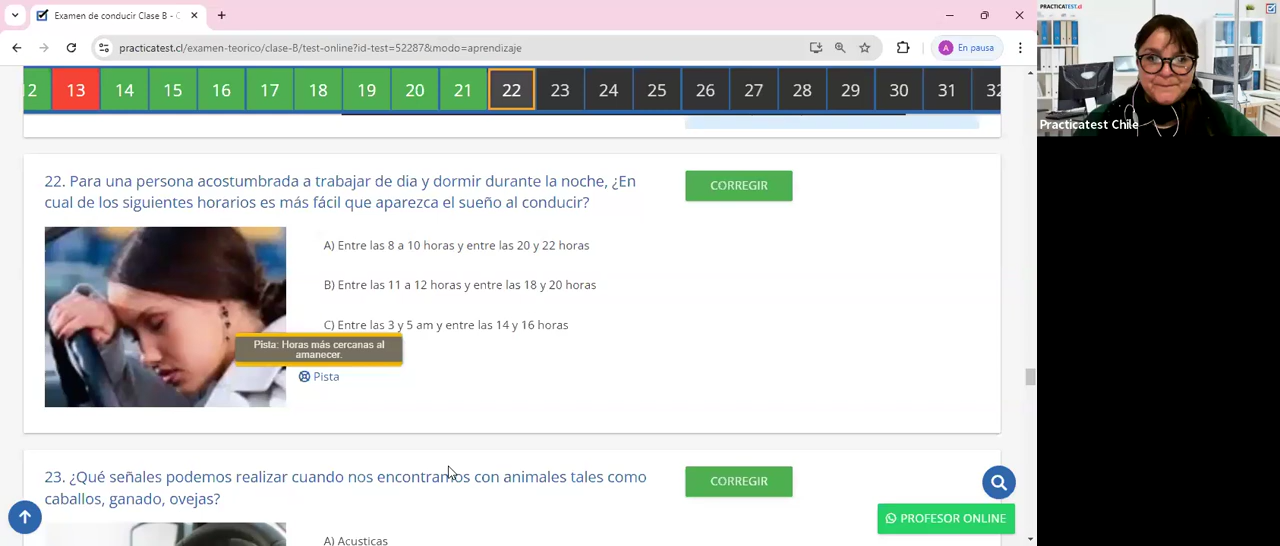 Examen de conducir Clase B - C
practicatest.cl/examen-teorico/clase-B/test-online?id-test=52287&modo=aprendizaje
A
En pausa
12 13 14 15 16 17 18 19 20 21 22 23 24 25 26 27 28 29 30 31 32
22. Para una persona acostumbrada a trabajar de dia y dormir durante la noche, ¿En
cual de los siguientes horarios es más fácil que aparezca el sueño al conducir?
CORREGIR
A) Entre las 8 a 10 horas y entre las 20 y 22 horas
B) Entre las 11 a 12 horas y entre las 18 y 20 horas
C) Entre las 3 y 5 am y entre las 14 y 16 horas
Pista: Horas más cercanas al
amanecer.
Pista
23. ¿Qué señales podemos realizar cuando nos encontramos con animales tales como
caballos, ganado, ovejas?
CORREGIR
A) Acusticas
PROFESOR ONLINE
PRACTICATEST.cl
Practicatest Chile